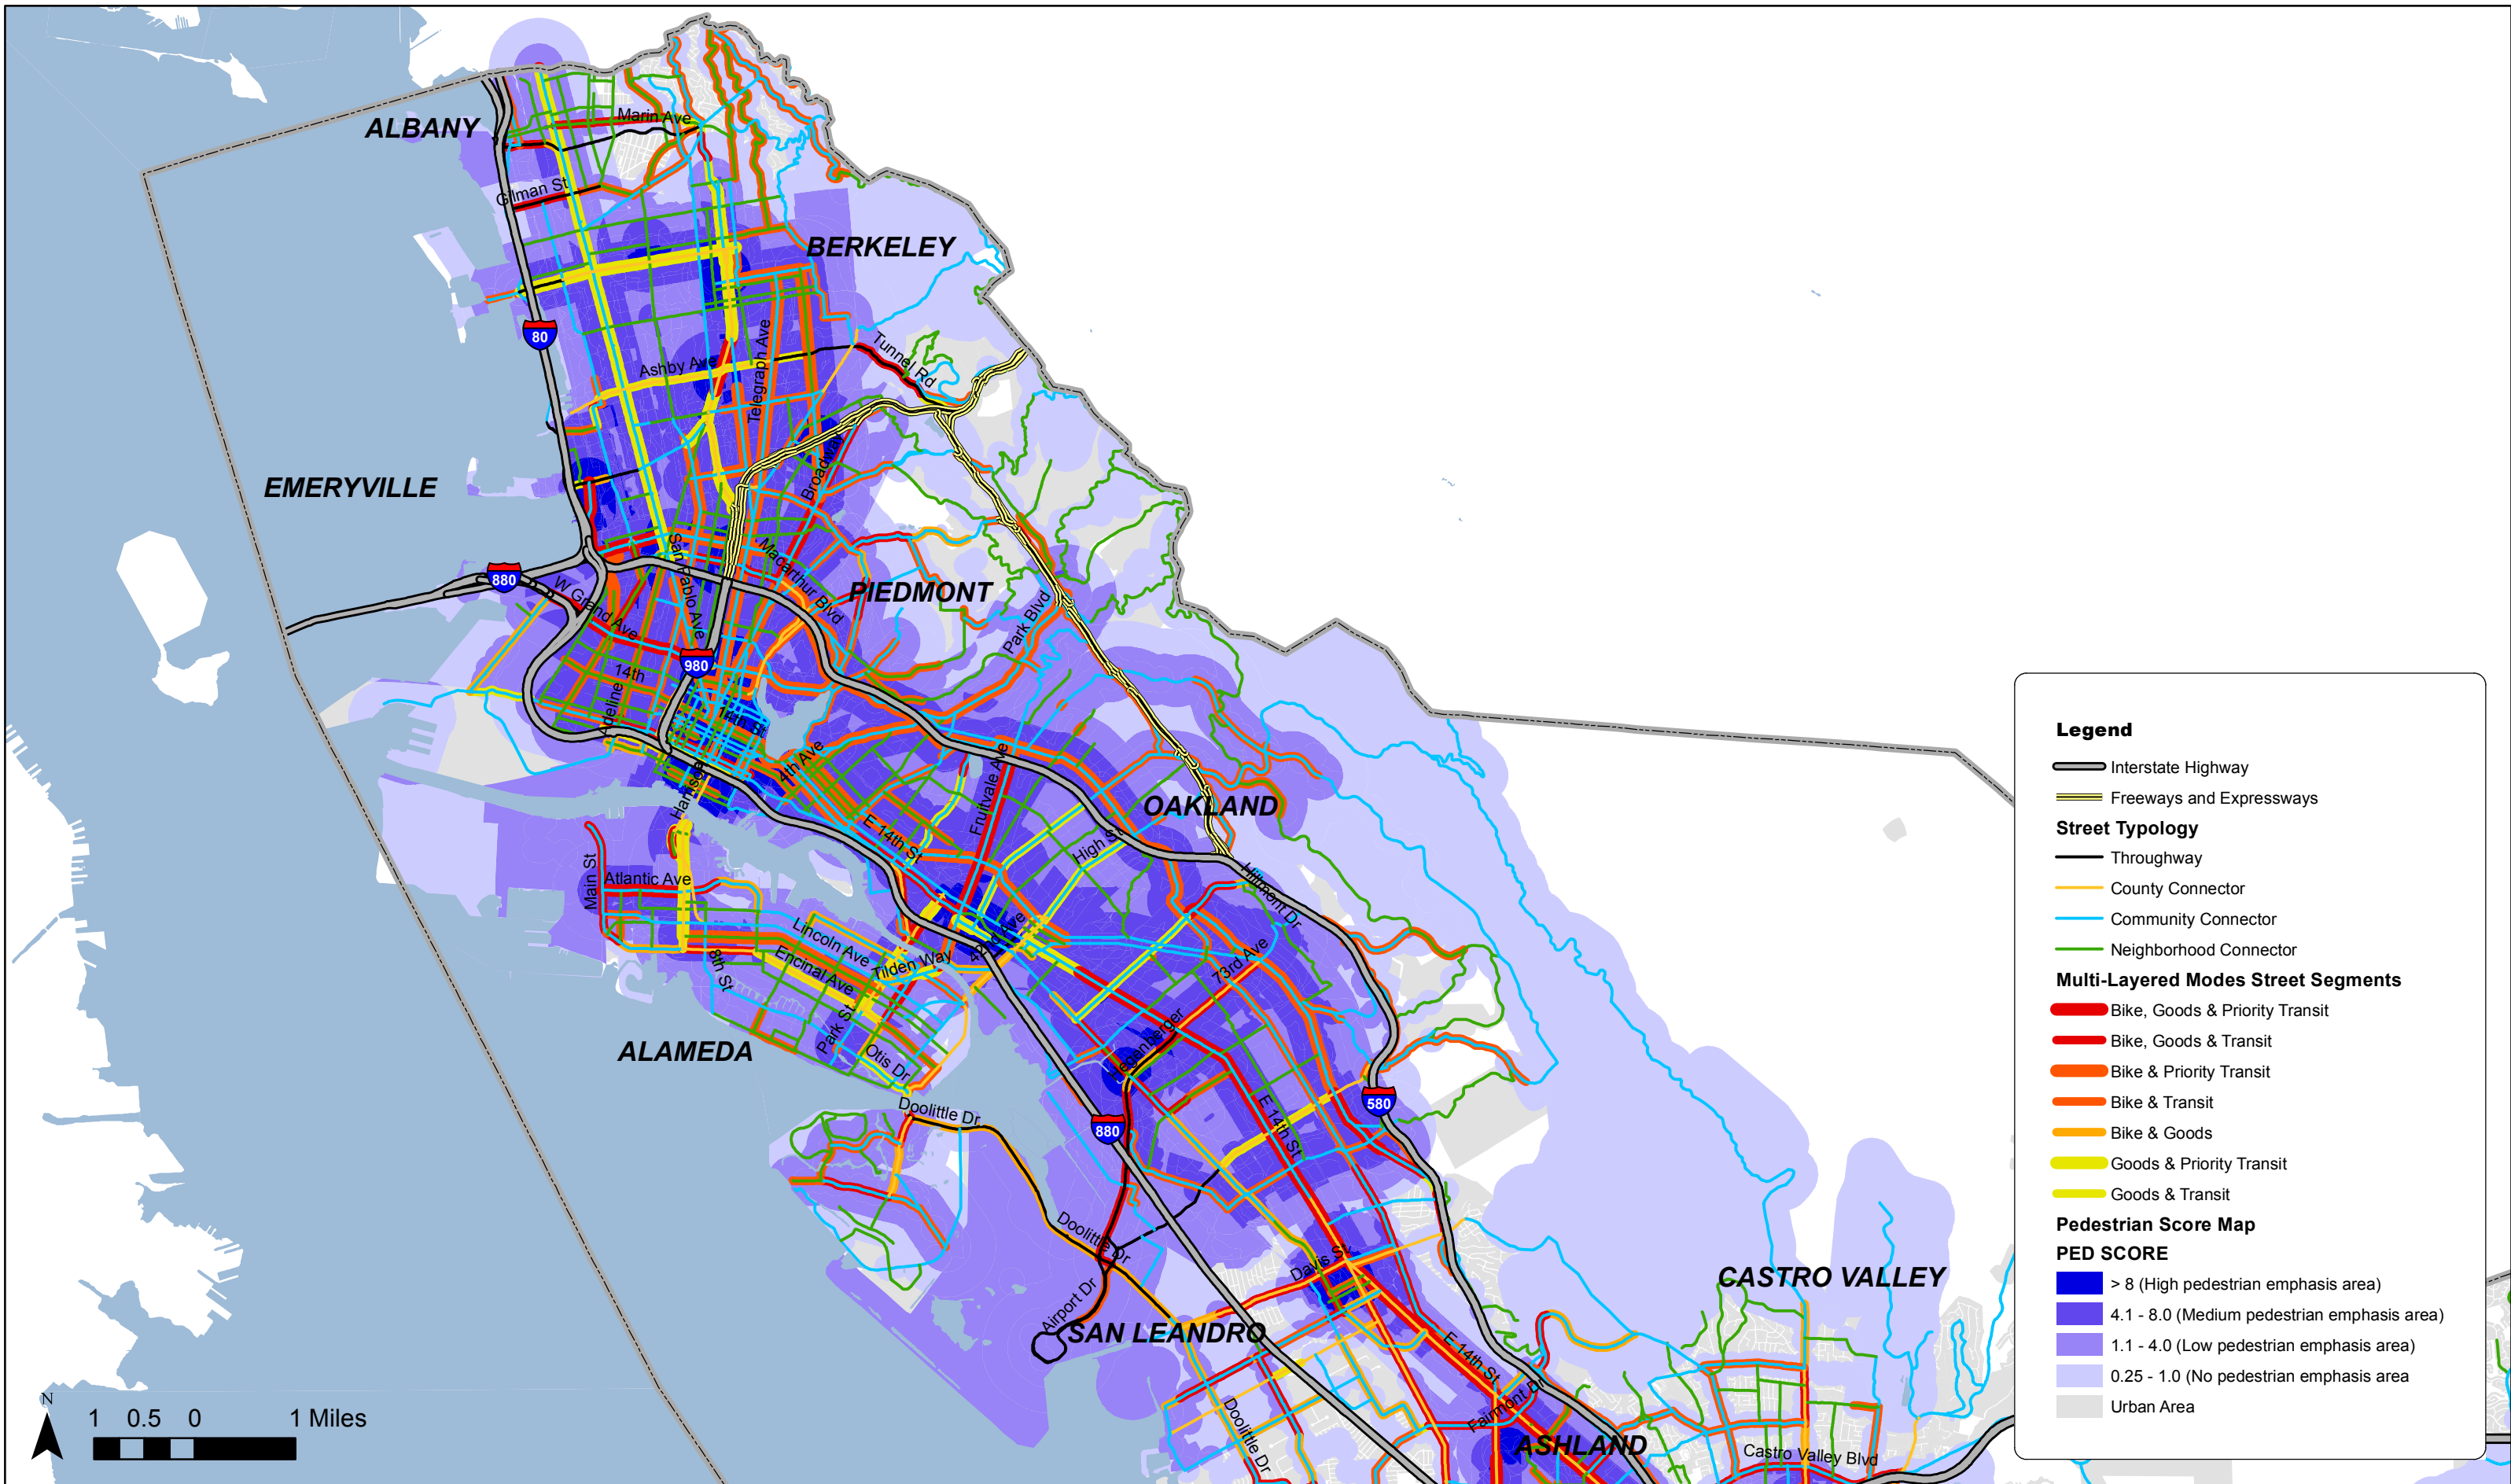 ALBANY
Marin Ave
Gilman St
BERKELEY
80
Ashby Ave
Telegraph Ave
Tunnel Rd
Broadway
EMERYVILLE
San Pablo Ave
Macarthur Blvd
880
W Grand Ave
PIEDMONT
Park Blvd
980
14th
Adeline
14th St
Harrison
4th Ave
Fruitvale Ave
OAKLAND
E 14th St
High St
Main St
Atlantic Ave
Hillmont Dr
Lincoln Ave
42nd Ave
8th St
Encinal Ave
Tilden Way
73rd Ave
Park St
Otis Dr
ALAMEDA
Hegenberger
Doolittle Dr
880
E 14th St
580
Doolittle Dr
Davis St
Airport Dr
SAN LEANDRO
CASTRO VALLEY
E 14th St
Fairmont Dr
Doolittle Dr
ASHLAND
Castro Valley Blvd
N
1 0.5 0 1 Miles
Legend
Interstate Highway
Freeways and Expressways
Street Typology
Throughway
County Connector
Community Connector
Neighborhood Connector
Multi-Layered Modes Street Segments
Bike, Goods & Priority Transit
Bike, Goods & Transit
Bike & Priority Transit
Bike & Transit
Bike & Goods
Goods & Priority Transit
Goods & Transit
Pedestrian Score Map
PED SCORE
> 8 (High pedestrian emphasis area)
4.1 - 8.0 (Medium pedestrian emphasis area)
1.1 - 4.0 (Low pedestrian emphasis area)
0.25 - 1.0 (No pedestrian emphasis area
Urban Area